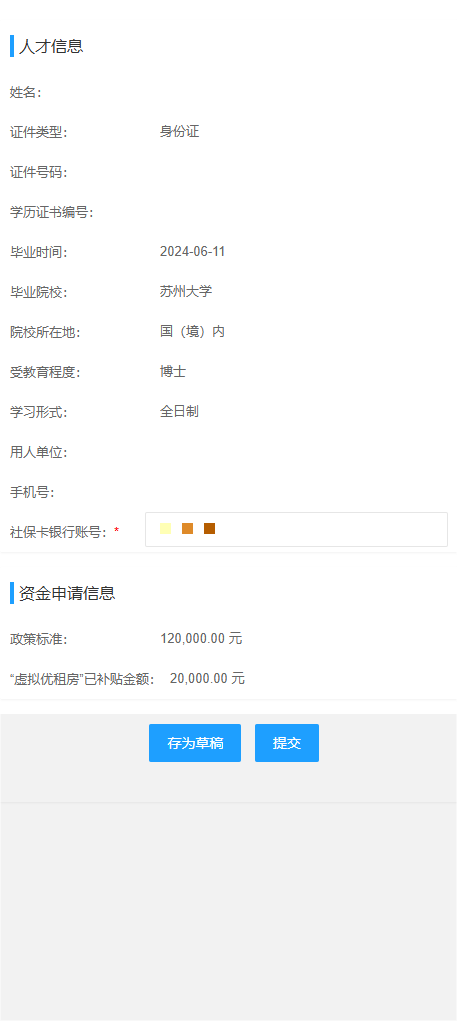 人才信息
姓名：
证件类型： 身份证
证件号码：
学历证书编号：
毕业时间： 2024-06-11
毕业院校： 苏州大学
院校所在地： 国（境）内
受教育程度： 博士
学习形式： 全日制
用人单位：
手机号：
社保卡银行账号：*
资金申请信息
政策标准： 120,000.00 元
“虚拟优租房”已补贴金额： 20,000.00 元
存为草稿 提交